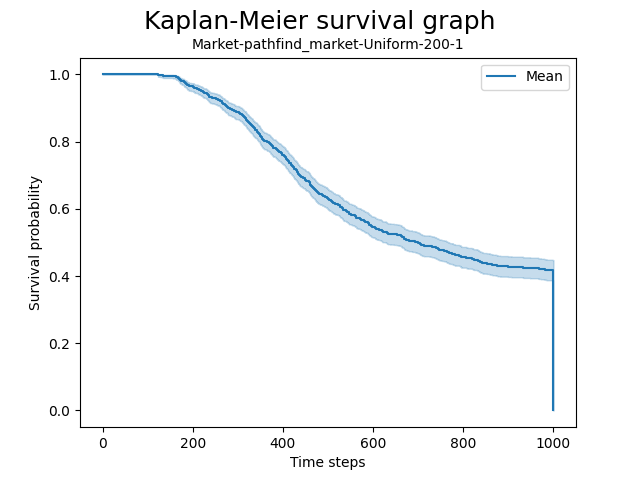 Kaplan-Meier survival graph
Market-pathfind_market-Uniform-200-1
Mean
Survival probability
1.0
0.8
0.6
0.4
0.2
0.0
0 200 400 600 800 1000
Time steps